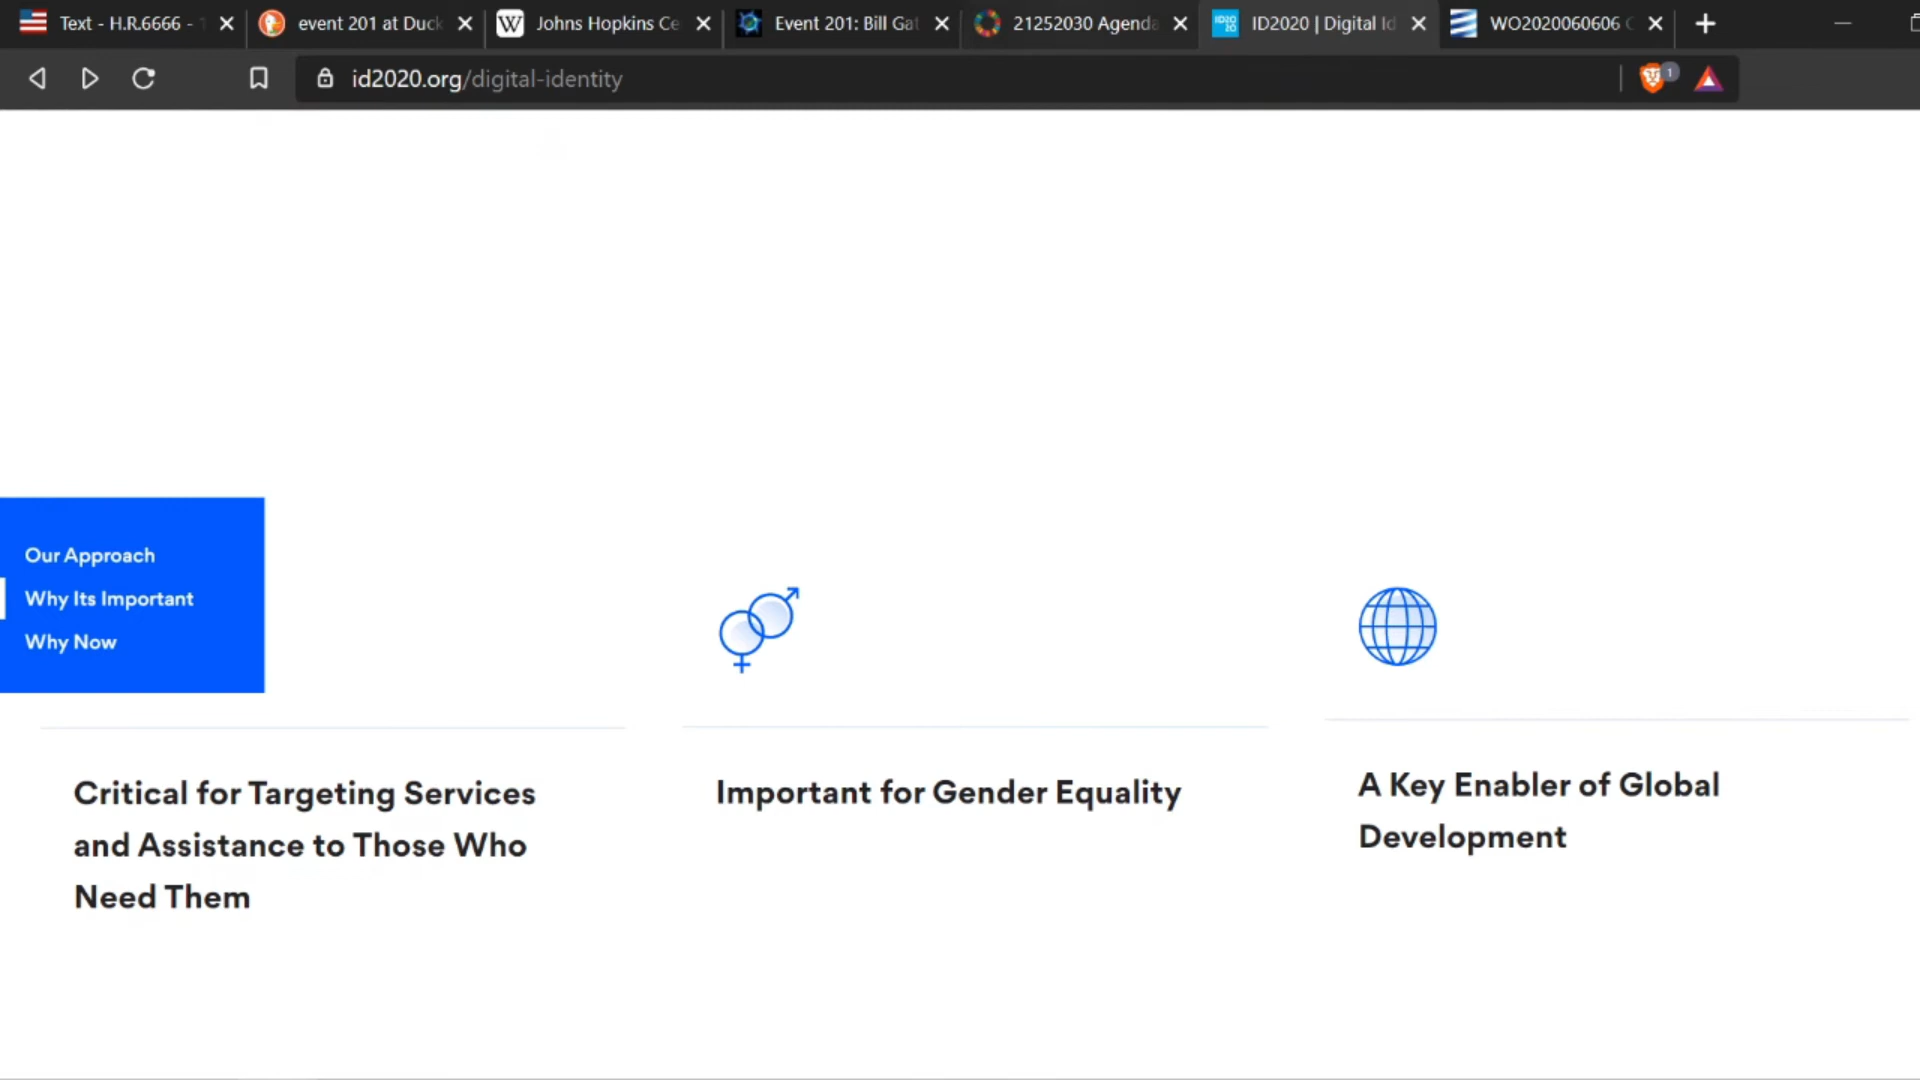 Text - H.R.6666 -
event 201 at Duck
Johns Hopkins Ce
Event 201: Bill Gat
21252030 Agenda
ID2020 | Digital Id
WO2020060606
id2020.org/digital-identity
1
Our Approach
Why Its Important
Why Now
Critical for Targeting Services
and Assistance to Those Who
Need Them
Important for Gender Equality
A Key Enabler of Global
Development